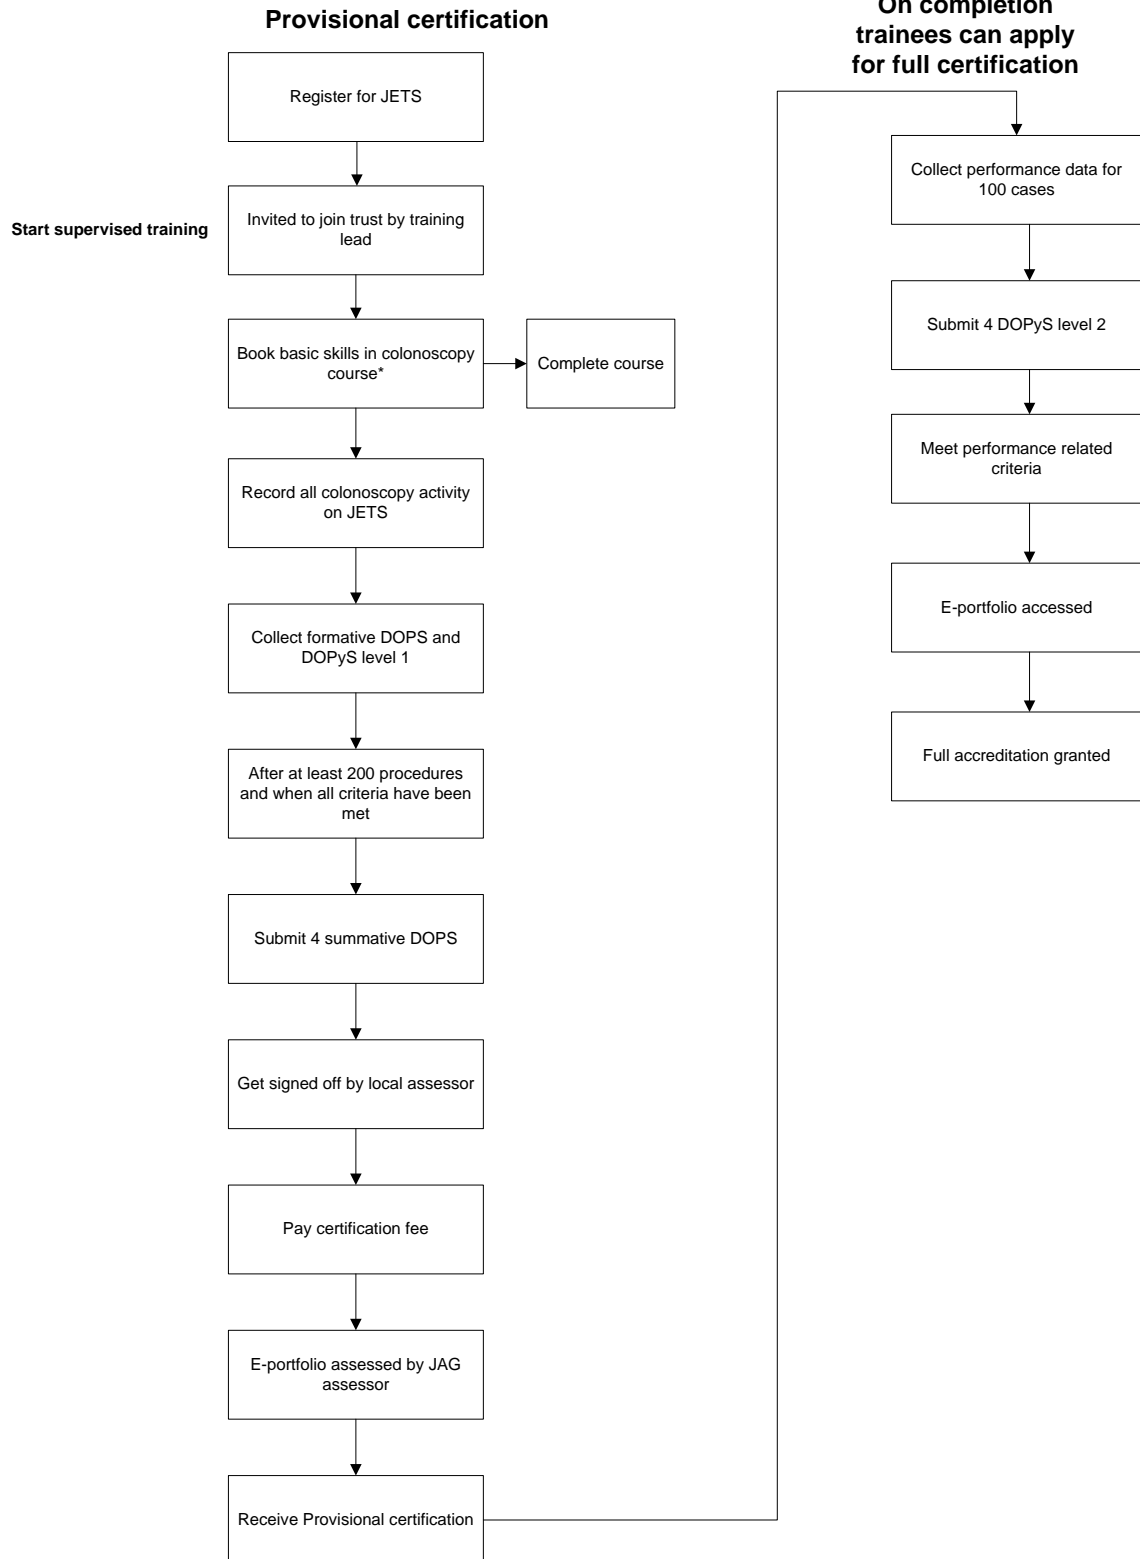 Provisional certification
Register for JETS
Start supervised training
Invited to join trust by training
lead
Book basic skills in colonoscopy
course*
Complete course
Record all colonoscopy activity
on JETS
Collect formative DOPS and
DOPyS level 1
After at least 200 procedures
and when all criteria have been
met
Submit 4 summative DOPS
Get signed off by local assessor
Pay certification fee
E-portfolio assessed by JAG
assessor
Receive Provisional certification
On completion
trainees can apply
for full certification
Collect performance data for
100 cases
Submit 4 DOPyS level 2
Meet performance related
criteria
E-portfolio accessed
Full accreditation granted